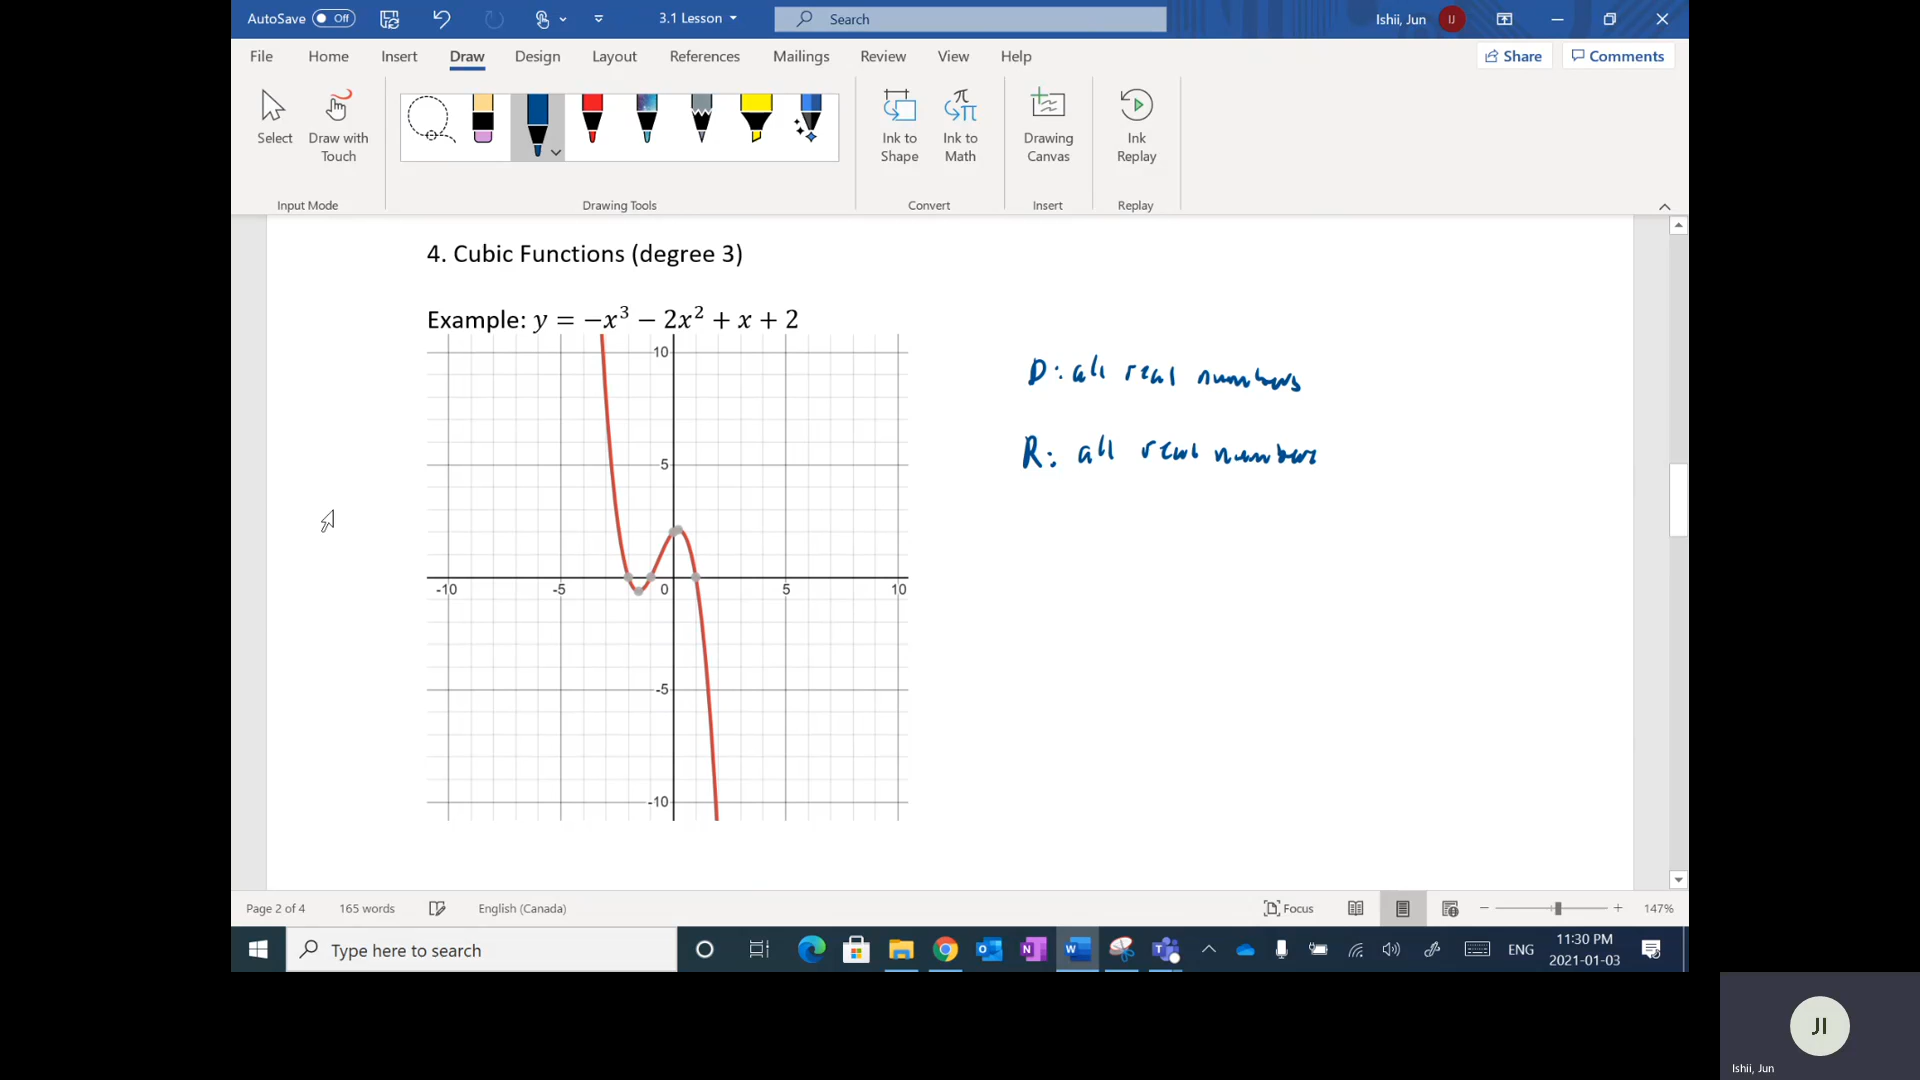 AutoSave Off 3.1 Lesson Search Ishii, Jun IJ
File Home Insert Draw Design Layout References Mailings Review View Help Share Comments
Select Draw with Touch Ink to Shape Ink to Math Drawing Canvas Ink Replay
Input Mode Drawing Tools Convert Insert Replay
4. Cubic Functions (degree 3)
Example: y = −x³ − 2x² + x + 2
10
5
-10 -5 0 5 10
-5
-10
D: all real numbers
R: all real numbers
Page 2 of 4 165 words English (Canada) Focus 147%
Type here to search ENG 11:30 PM
2021-01-03
JI
Ishii, Jun